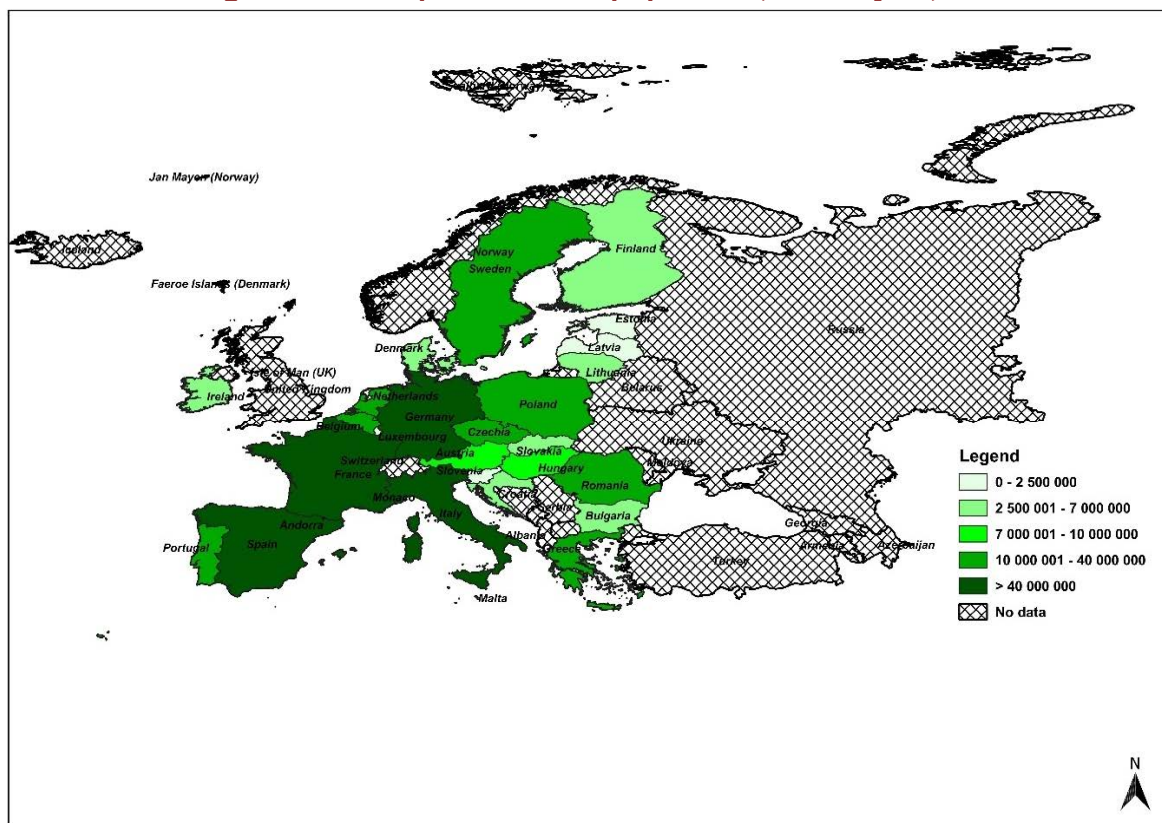 Jan Mayen (Norway)
Iceland
Norway
Sweden
Finland
Faeroe Islands (Denmark)
Russia
Estonia
Latvia
Denmark
Lithuania
Isle of Man (UK)
United Kingdom
Belarus
Ireland
Netherlands
Poland
Germany
Belgium
Czechia
Luxembourg
Ukraine
Slovakia
Austria
Switzerland
Hungary
Moldova
Slovenia
France
Romania
Croatia
Serbia
Monaco
Italy
Bulgaria
Andorra
Georgia
Albania
Portugal
Spain
Greece
Armenia
Azerbaijan
Turkey
Malta
Legend
0 - 2 500 000
2 500 001 - 7 000 000
7 000 001 - 10 000 000
10 000 001 - 40 000 000
> 40 000 000
No data
N